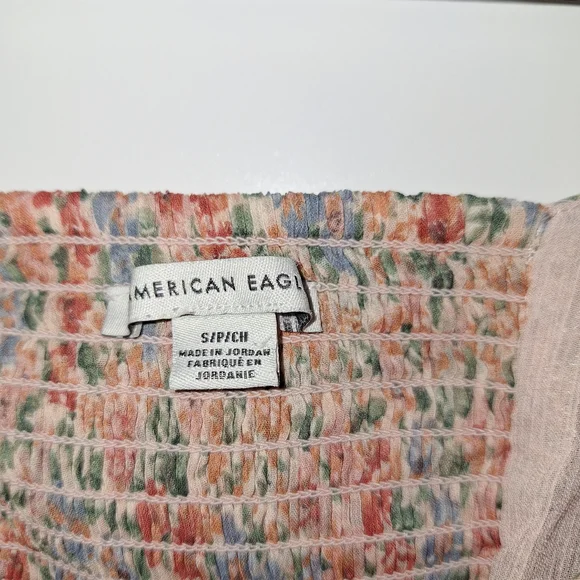 AMERICAN EAGL
S/P/CH
MADE IN JORDAN
FABRIQUÉ EN
JORDANIE